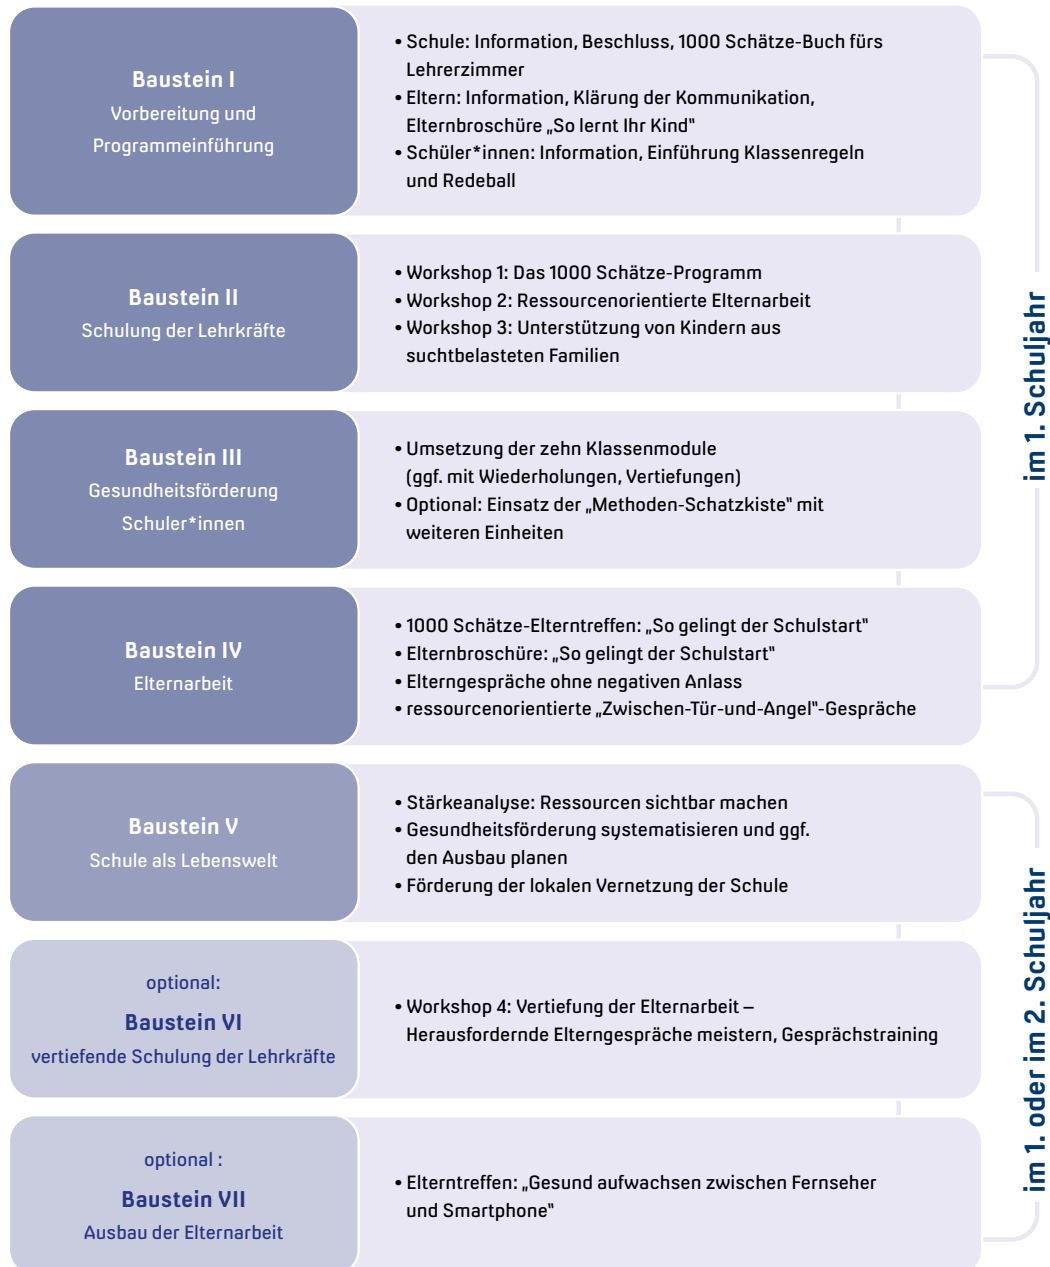 Baustein I
Vorbereitung und
Programmeinführung
• Schule: Information, Beschluss, 1000 Schätze-Buch fürs
Lehrerzimmer
• Eltern: Information, Klärung der Kommunikation,
Elternbroschüre „So lernt Ihr Kind“
• Schüler*innen: Information, Einführung Klassenregeln
und Redeball
Baustein II
Schulung der Lehrkräfte
• Workshop 1: Das 1000 Schätze-Programm
• Workshop 2: Ressourcenorientierte Elternarbeit
• Workshop 3: Unterstützung von Kindern aus
suchtbelasteten Familien
Baustein III
Gesundheitsförderung
Schuler*innen
• Umsetzung der zehn Klassenmodule
(ggf. mit Wiederholungen, Vertiefungen)
• Optional: Einsatz der „Methoden-Schatzkiste“ mit
weiteren Einheiten
Baustein IV
Elternarbeit
• 1000 Schätze-Elterntreffen: „So gelingt der Schulstart“
• Elternbroschüre: „So gelingt der Schulstart“
• Elterngespräche ohne negativen Anlass
• ressourcenorientierte „Zwischen-Tür-und-Angel“-Gespräche
im 1. Schuljahr
Baustein V
Schule als Lebenswelt
• Stärkeanalyse: Ressourcen sichtbar machen
• Gesundheitsförderung systematisieren und ggf.
den Ausbau planen
• Förderung der lokalen Vernetzung der Schule
optional:
Baustein VI
vertiefende Schulung der Lehrkräfte
• Workshop 4: Vertiefung der Elternarbeit –
Herausfordernde Elterngespräche meistern, Gesprächstraining
optional :
Baustein VII
Ausbau der Elternarbeit
• Elterntreffen: „Gesund aufwachsen zwischen Fernseher
und Smartphone“
im 1. oder im 2. Schuljahr